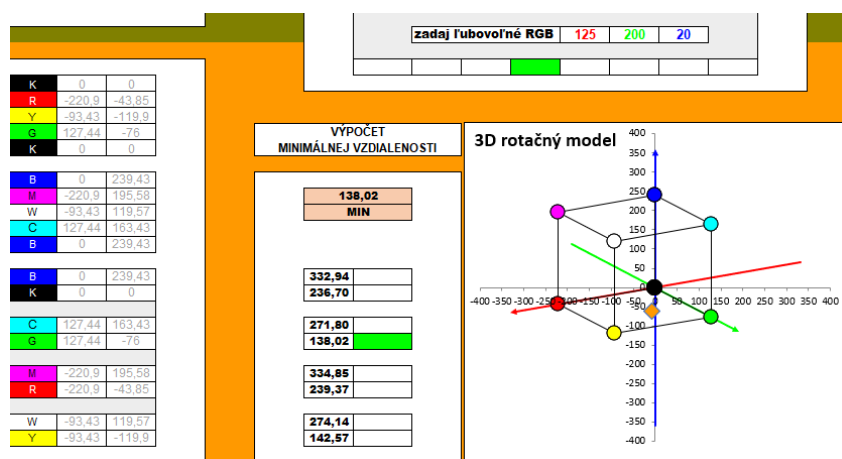 zadaj ľubovoľné RGB 125 200 20
K 0 0
R -220,9 -43,85
Y -93,43 -119,9
G 127,44 -76
K 0 0
B 0 239,43
M -220,9 195,58
W -93,43 119,57
C 127,44 163,43
B 0 239,43
B 0 239,43
K 0 0
C 127,44 163,43
G 127,44 -76
M -220,9 195,58
R -220,9 -43,85
W -93,43 119,57
Y -93,43 -119,9
VÝPOČET
MINIMÁLNEJ VZDIALENOSTI
138,02
MIN
332,94
236,70
271,80
138,02
334,85
239,37
274,14
142,57
3D rotačný model
400
350
300
250
200
150
100
50
0
-50
-100
-150
-200
-250
-300
-350
-400
-400 -350 -300 -250 -200 -150 -100 -50 0 50 100 150 200 250 300 350 400